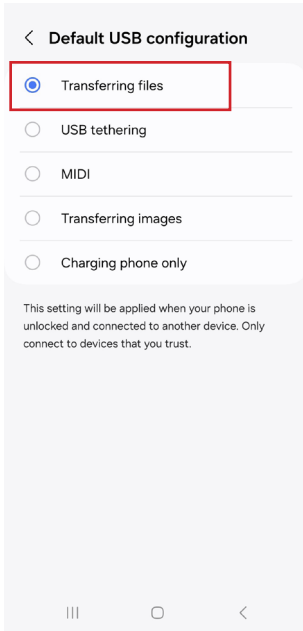 Default USB configuration
Transferring files
USB tethering
MIDI
Transferring images
Charging phone only
This setting will be applied when your phone is
unlocked and connected to another device. Only
connect to devices that you trust.